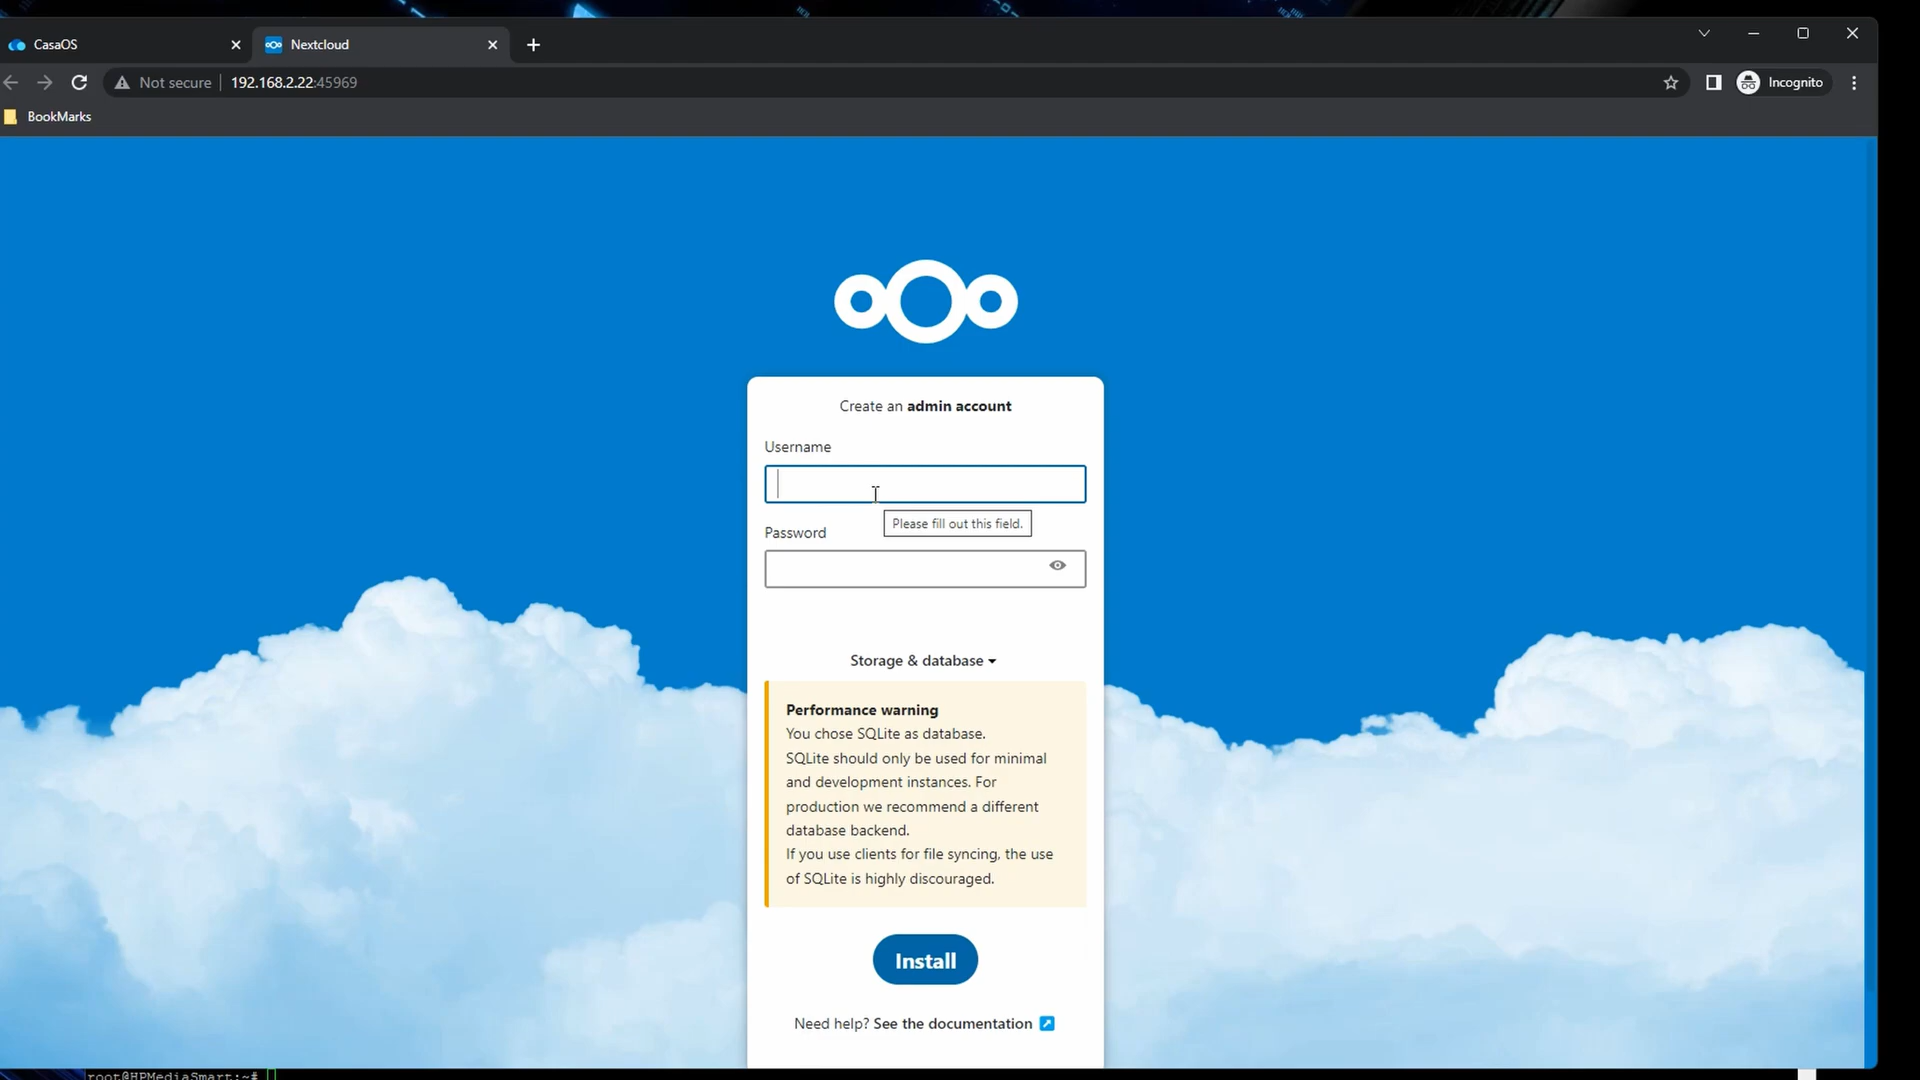 CasaOS
Nextcloud
Not secure
192.168.2.22:45969
Incognito
BookMarks
Create an admin account
Username
Please fill out this field.
Password
Storage & database
Performance warning
You chose SQLite as database.
SQLite should only be used for minimal
and development instances. For
production we recommend a different
database backend.
If you use clients for file syncing, the use
of SQLite is highly discouraged.
Install
Need help? See the documentation
root@HPMediaSmart:~#